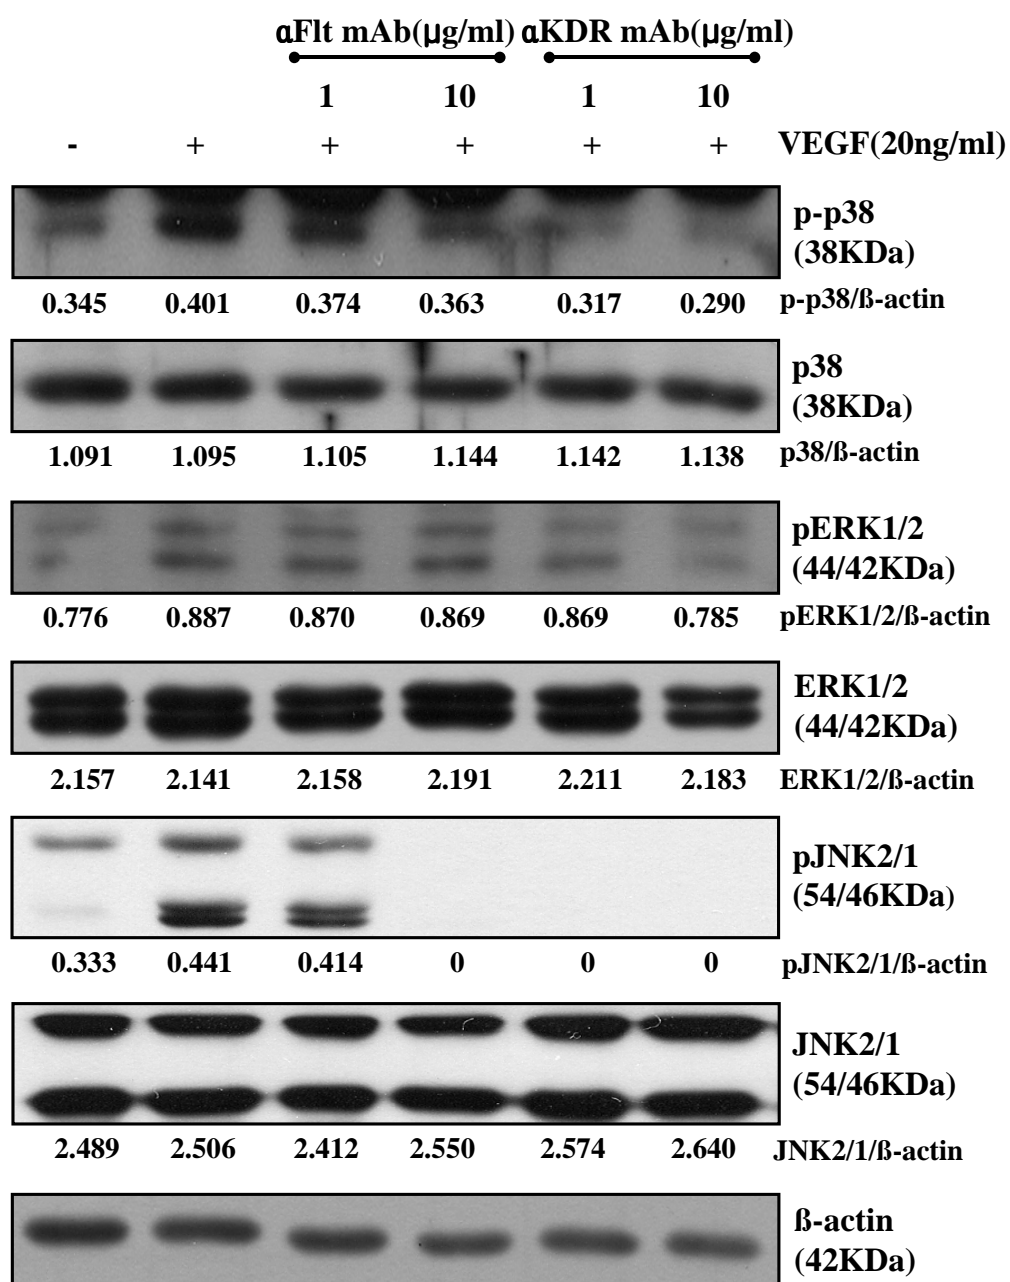 αFlt mAb(µg/ml) αKDR mAb(µg/ml)
1 10 1 10
- + + + + + VEGF(20ng/ml)
p-p38
(38KDa)
0.345 0.401 0.374 0.363 0.317 0.290 p-p38/ß-actin
p38
(38KDa)
1.091 1.095 1.105 1.144 1.142 1.138 p38/ß-actin
pERK1/2
(44/42KDa)
0.776 0.887 0.870 0.869 0.869 0.785 pERK1/2/ß-actin
ERK1/2
(44/42KDa)
2.157 2.141 2.158 2.191 2.211 2.183 ERK1/2/ß-actin
pJNK2/1
(54/46KDa)
0.333 0.441 0.414 0 0 0 pJNK2/1/ß-actin
JNK2/1
(54/46KDa)
2.489 2.506 2.412 2.550 2.574 2.640 JNK2/1/ß-actin
ß-actin
(42KDa)